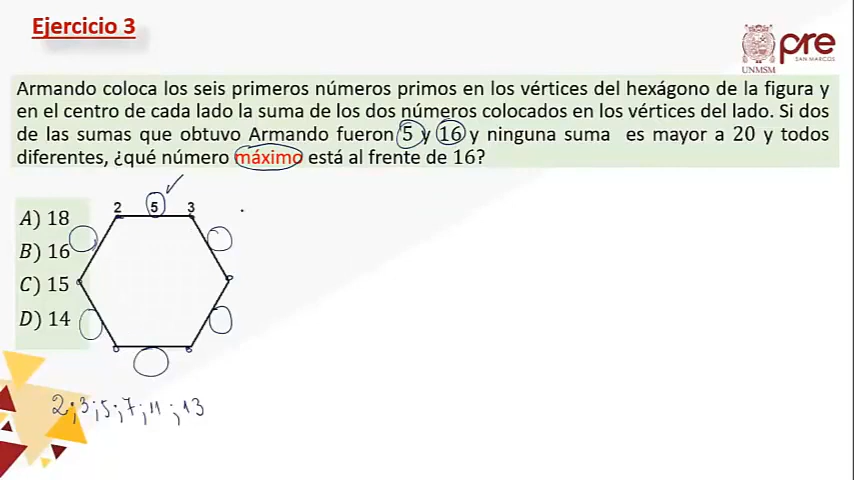 Ejercicio 3
UNMSM
pre
SAN MARCOS
Armando coloca los seis primeros números primos en los vértices del hexágono de la figura y
en el centro de cada lado la suma de los dos números colocados en los vértices del lado. Si dos
de las sumas que obtuvo Armando fueron 5 y 16 y ninguna suma es mayor a 20 y todos
diferentes, ¿qué número máximo está al frente de 16?
2 5 3
A) 18
B) 16
C) 15
D) 14
2;3;5;7;11;13